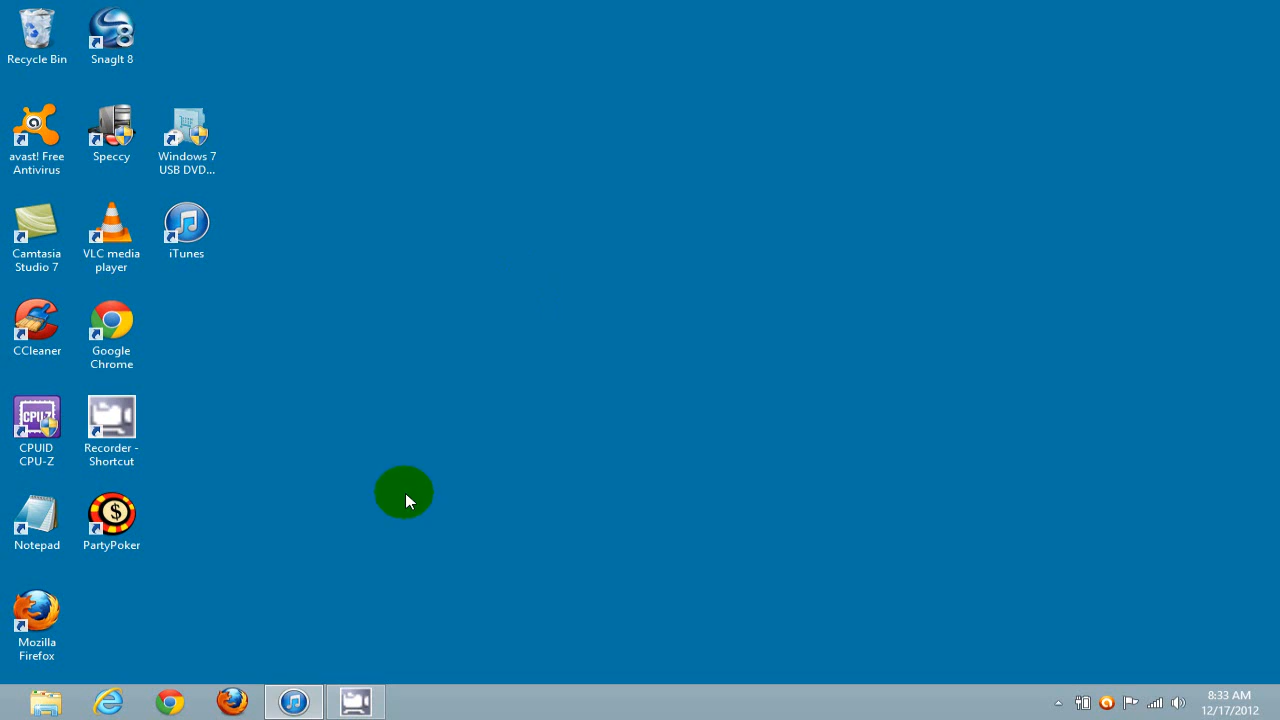 Recycle Bin
SnagIt 8
avast! Free
Antivirus
Speccy
Windows 7
USB DVD...
Camtasia
Studio 7
VLC media
player
iTunes
CCleaner
Google
Chrome
CPU-Z
CPUID
CPU-Z
Recorder -
Shortcut
Notepad
PartyPoker
Mozilla
Firefox
8:33 AM
12/17/2012